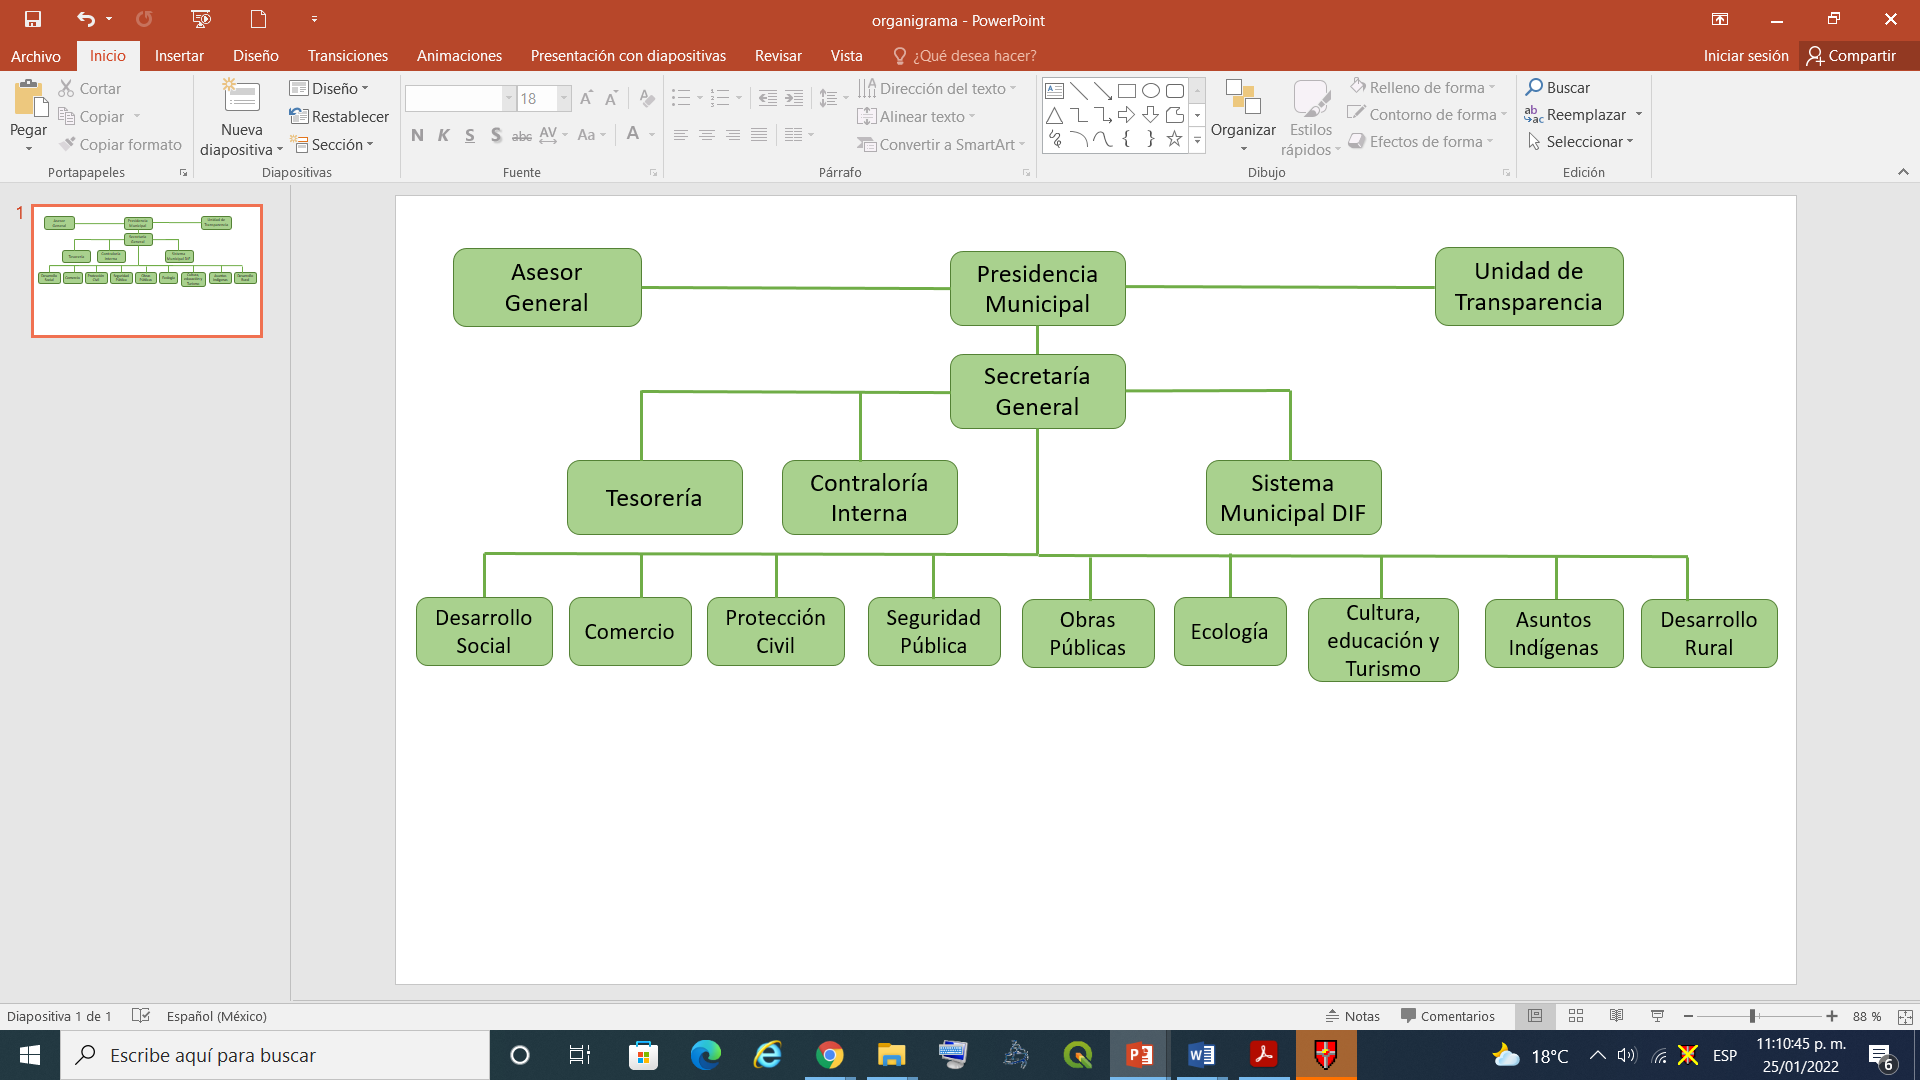 organigrama - PowerPoint
Archivo Inicio Insertar Diseño Transiciones Animaciones Presentación con diapositivas Revisar Vista ¿Qué desea hacer? Iniciar sesión Compartir
Pegar
Cortar
Copiar
Copiar formato
Portapapeles
Nueva
diapositiva
Diseño
Restablecer
Sección
Diapositivas
18
N K S S abc AV Aa A
Fuente
Dirección del texto
Alinear texto
Convertir a SmartArt
Párrafo
Organizar
Estilos
rápidos
Relleno de forma
Contorno de forma
Efectos de forma
Dibujo
Buscar
Reemplazar
Seleccionar
Edición
1
Asesor
General
Presidencia
Municipal
Unidad de
Transparencia
Secretaría
General
Tesorería
Contraloría
Interna
Sistema
Municipal DIF
Desarrollo
Social
Comercio
Protección
Civil
Seguridad
Pública
Obras
Públicas
Ecología
Cultura,
educación y
Turismo
Asuntos
Indígenas
Desarrollo
Rural
Diapositiva 1 de 1 Español (México) Notas Comentarios 88 %
Escribe aquí para buscar
18°C ESP
11:10:45 p. m.
25/01/2022
6